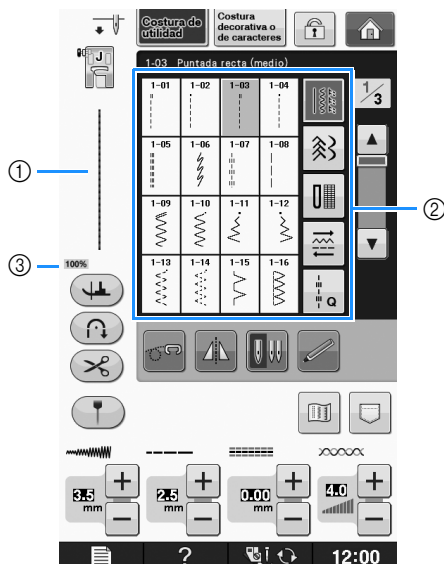 Costura de utilidad
Costura decorativa o de caracteres
J
1-03 Puntada recta (medio)
1-01 1-02 1-03 1-04
1/3
1-05 1-06 1-07 1-08
①
②
1-09 1-10 1-11 1-12
③ 100%
1-13 1-14 1-15 1-16
Q
3.5 mm
2.5 mm
0.00 mm
4.0
+ + + +
− − − −
? 12:00